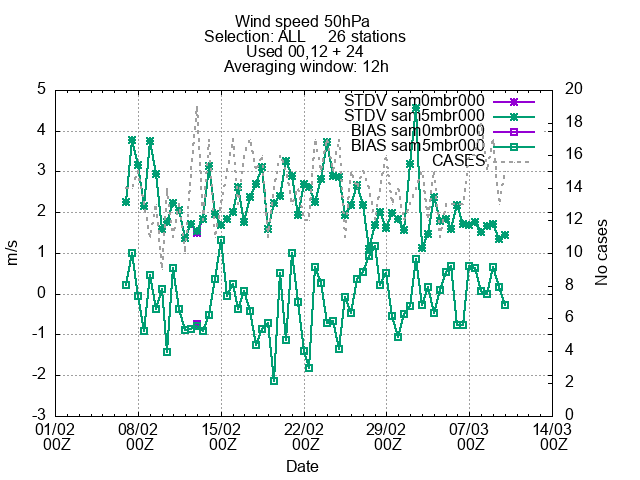 Wind speed 50hPa
Selection: ALL 26 stations
Used 00,12 + 24
Averaging window: 12h
STDV sam0mbr000
STDV sam5mbr000
BIAS sam0mbr000
BIAS sam5mbr000
CASES
5
4
3
2
1
0
-1
-2
-3
m/s
20
18
16
14
12
10
8
6
4
2
0
No cases
01/02 08/02 15/02 22/02 29/02 07/03 14/03
00Z 00Z 00Z 00Z 00Z 00Z 00Z
Date